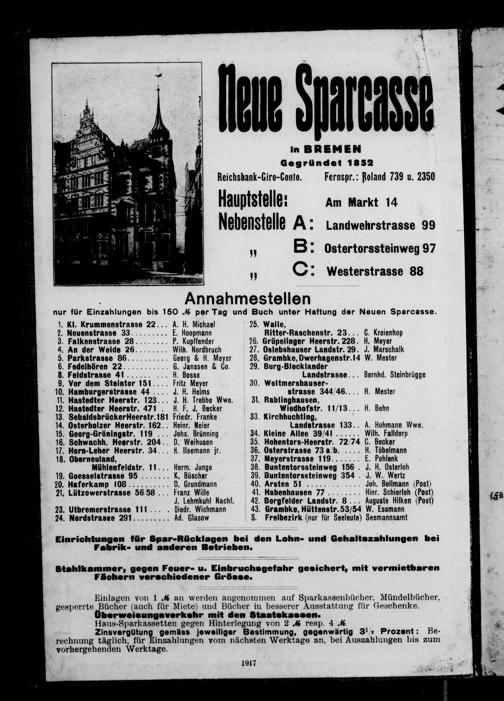 Neue Sparcasse
in BREMEN
Gegründet 1852
Reichsbank-Giro-Conto. Fernspr.: Roland 739 u. 2350
Hauptstelle: Am Markt 14
Nebenstelle A: Landwehrstrasse 99
„ B: Ostertorssteinweg 97
„ C: Westerstrasse 88
Annahmestellen
nur für Einzahlungen bis 150 ℳ per Tag und Buch unter Haftung der Neuen Sparcasse.
1. Kl. Krummenstrasse 22... A. H. Michael
2. Neuenstrasse 33......... E. Hoopmann
3. Falkenstrasse 28........ P. Kupffender
4. An der Weide 26........ Wilh. Nordbruch
5. Parkstrasse 86.......... Georg & H. Meyer
6. Fedelhören 22........... G. Janssen & Co.
8. Feldstrasse 41.......... H. Bosse
9. Vor dem Steintor 151.... Fritz Meyer
10. Hamburgerstrasse 44 .... J. H. Helms
11. Hastedter Heerstr. 123.. J. H. Trebbe Wwe.
12. Hastedter Heerstr. 471 . H. F. J. Becker
13. SebaldsbrückerHeerstr.181 Friedr. Franke
14. Osterholzer Heerstr. 162.. Heinr. Meier
15. Georg-Gröningstr. 119 ... Johs. Brünning
16. Schwachh. Heerstr. 204.. D. Weihusen
17. Horn-Leher Heerstr. 34... H. Ilsemann jr.
18. Oberneuland,
Mühlenfeldstr. 11... Herm. Junge
19. Goesselstrasse 95 ....... K. Büscher
20. Haferkamp 108.......... D. Grundmann
21. Lützowerstrasse 56 58... Franz Wille
J. Lehmkuhl Nachf.
23. Utbremerstrasse 111 .... Diedr. Wichmann
24. Nordstrasse 291......... Ad. Glasow
25. Walle,
Ritter-Raschenstr. 23... C. Kreienhop
26. Gröpelinger Heerstr. 228. H. Meyer
27. Oslebshauser Landstr. 29. J. Marschalk
28. Grambke, Dwerhagenstr. 14 W. Mester
29. Burg-Blocklander
Landstrasse... Bernhd. Steinbrügge
30. Woltmershauser-
strasse 344/46.... H. Mester
31. Rablinghausen,
Wiedhofstr. 11/13... H. Behn
33. Kirchhuchting,
Landstrasse 133.. A. Hohmann Wwe.
34. Kleine Allee 39/41 ...... Wilh. Falldorp
35. Hohentors-Heerstr. 72/74 C. Becker
36. Osterstrasse 73 a/b. .... H. Töbelmann
37. Meyerstrasse 119........ E. Pohlenk
38. Buntentorssteinweg 156 . J. H. Osterloh
39. Buntentorssteinweg 354 . J. W. Wertz
40. Arsten 51 .............. Joh. Bollmann (Post)
41. Habenhausen 77 ........ Hinr. Schierloh (Post)
42. Borgfelder Landstr. 8 ... Auguste Hilken (Post)
43. Grambke, Hüttenstr. 53/54 W. Essmann
S. Freibezirk (nur für Seeleute) Seemannsamt
Einrichtungen für Spar-Rücklagen bei den Lohn- und Gehaltszahlungen bei
Fabrik- und anderen Betrieben.
Stahlkammer, gegen Feuer- u. Einbruchsgefahr gesichert, mit vermietbaren
Fächern verschiedener Grösse.
Einlagen von 1 ℳ an werden angenommen auf Sparkassenbücher, Mündelbücher,
gesperrte Bücher (auch für Miete) und Bücher in besserer Ausstattung für Geschenke.
Überweisungsverkehr mit den Staatskassen.
Haus-Sparkassetten gegen Hinterlegung von 2 ℳ resp. 4 ℳ
Zinsvergütung gemäss jeweiliger Bestimmung, gegenwärtig 3½ Prozent: Be-
rechnung täglich, für Einzahlungen vom nächsten Werktage an, bei Auszahlungen bis zum
vorhergehenden Werktage.
1917